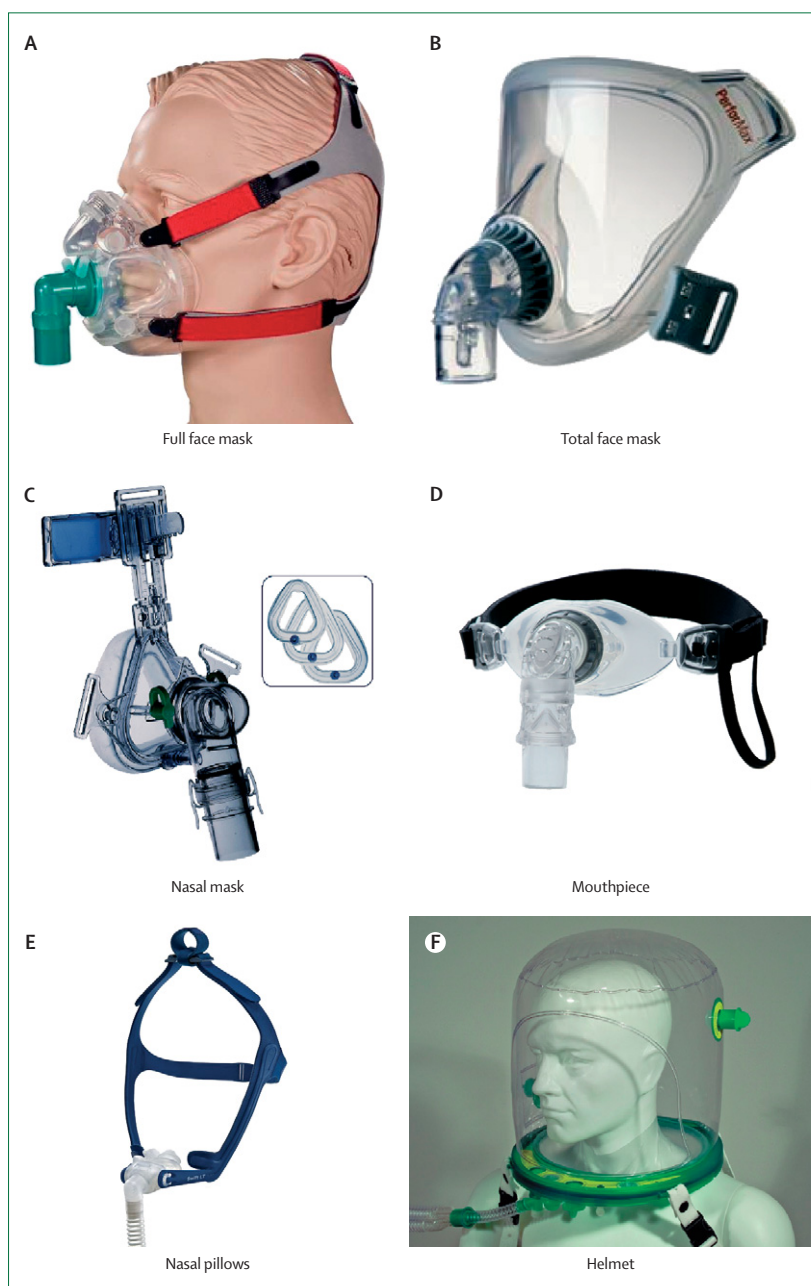 A
B
PerforMax
Full face mask
Total face mask
C
D
Nasal mask
Mouthpiece
E
F
Nasal pillows
Helmet